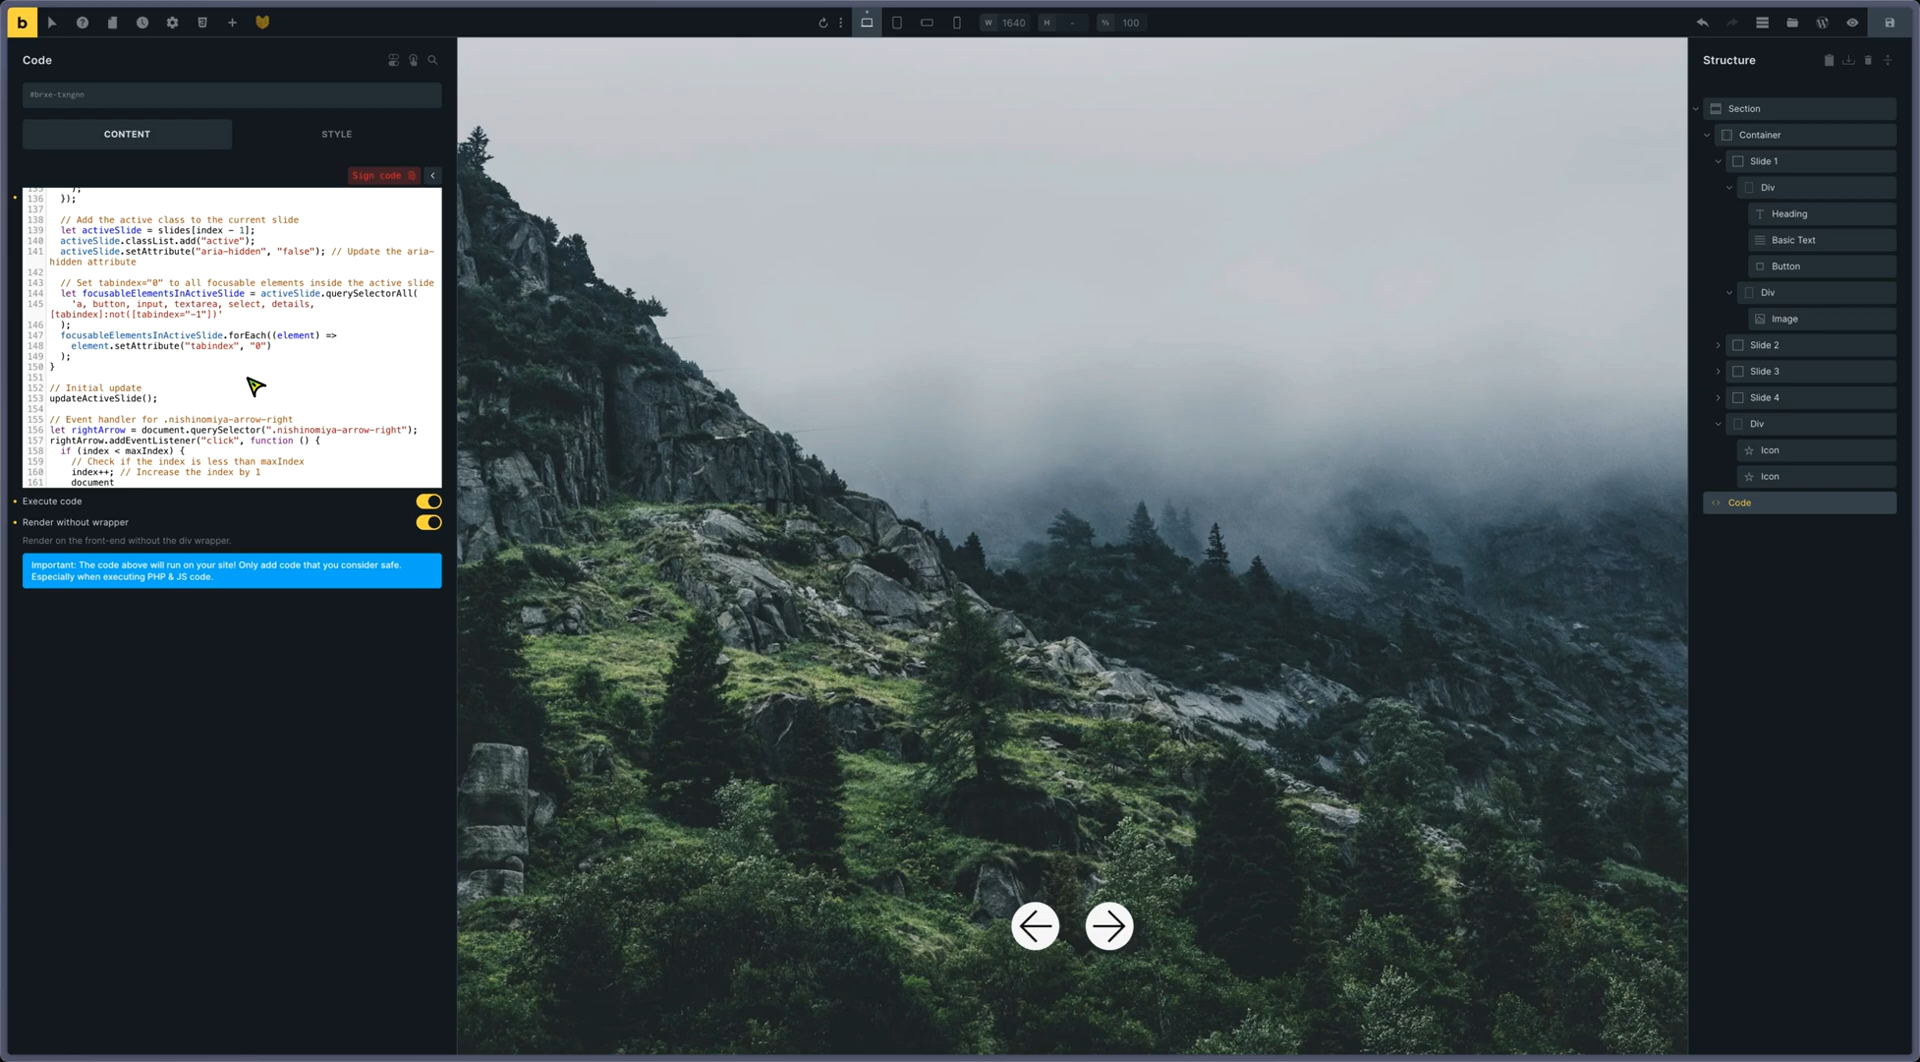 b
W 1640 H - % 100
Code
#brxe-txngnn
CONTENT
STYLE
Sign code
135 );
136 });
137
138 // Add the active class to the current slide
139 let activeSlide = slides[index - 1];
140 activeSlide.classList.add("active");
141 activeSlide.setAttribute("aria-hidden", "false"); // Update the aria-
hidden attribute
142
143 // Set tabindex="0" to all focusable elements inside the active slide
144 let focusableElementsInActiveSlide = activeSlide.querySelectorAll(
145 'a, button, input, textarea, select, details,
[tabindex]:not([tabindex="-1"])'
146 );
147 focusableElementsInActiveSlide.forEach((element) =>
148 element.setAttribute("tabindex", "0")
149 );
150 }
151
152 // Initial update
153 updateActiveSlide();
154
155 // Event handler for .nishinomiya-arrow-right
156 let rightArrow = document.querySelector(".nishinomiya-arrow-right");
157 rightArrow.addEventListener("click", function () {
158 if (index < maxIndex) {
159 // Check if the index is less than maxIndex
160 index++; // Increase the index by 1
161 document
Execute code
Render without wrapper
Render on the front-end without the div wrapper.
Important: The code above will run on your site! Only add code that you consider safe.
Especially when executing PHP & JS code.
Structure
Section
Container
Slide 1
Div
Heading
Basic Text
Button
Div
Image
Slide 2
Slide 3
Slide 4
Div
Icon
Icon
Code